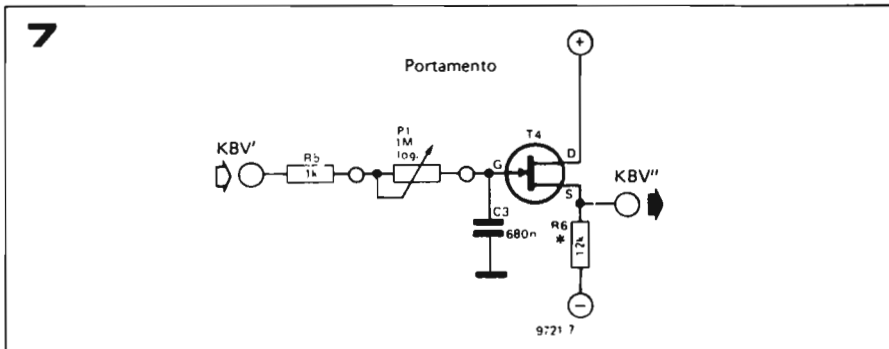 7
Portamento
+
KBV'
R5
1k
P1
1M
log.
T4
G
D
S
KBV"
C3
680n
R6
*
12k
−
9721 7